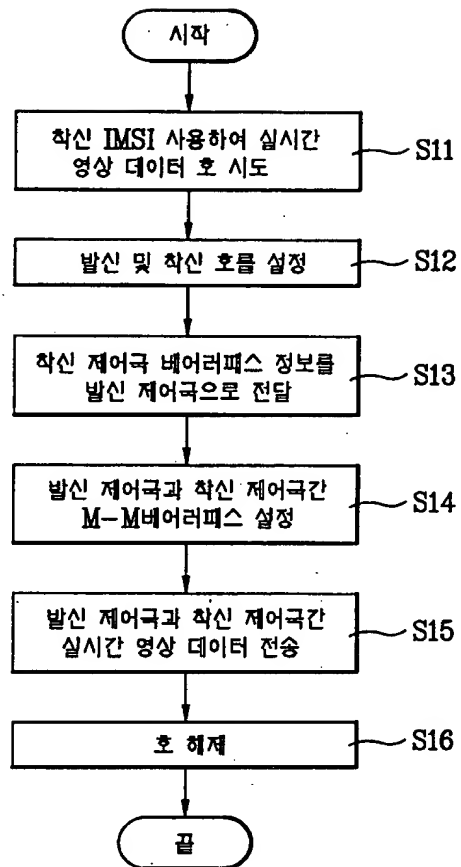 시작
착신 IMSI 사용하여 실시간
영상 데이터 호 시도
S11
발신 및 착신 호를 설정
S12
착신 제어국 베어러패스 정보를
발신 제어국으로 전달
S13
발신 제어국과 착신 제어국간
M-M베어러패스 설정
S14
발신 제어국과 착신 제어국간
실시간 영상 데이터 전송
S15
호 해제
S16
끝